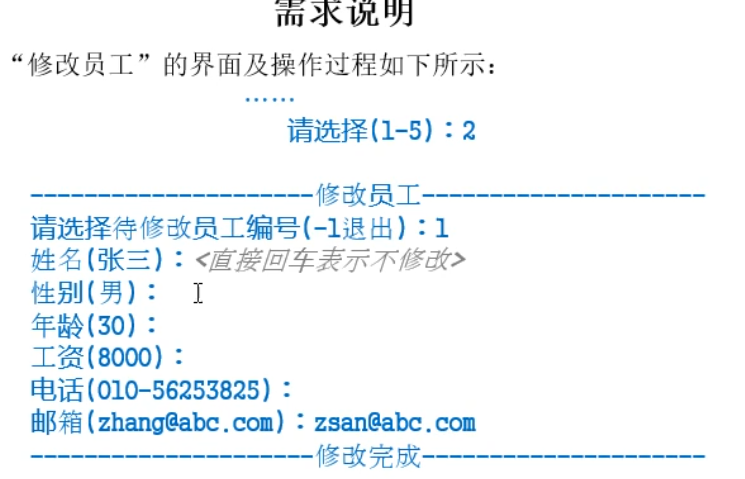 需求说明
“修改员工”的界面及操作过程如下所示：
······
请选择(1-5)：2
---------------------修改员工---------------------
请选择待修改员工编号(-1退出)：1
姓名(张三)：<直接回车表示不修改>
性别(男)：
年龄(30)：
工资(8000)：
电话(010-56253825)：
邮箱(zhang@abc.com)：zsan@abc.com
---------------------修改完成---------------------